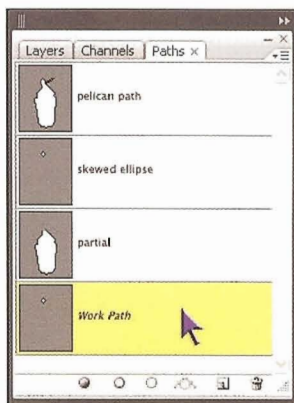 Layers Channels Paths ×
pelican path
skewed ellipse
partial
Work Path